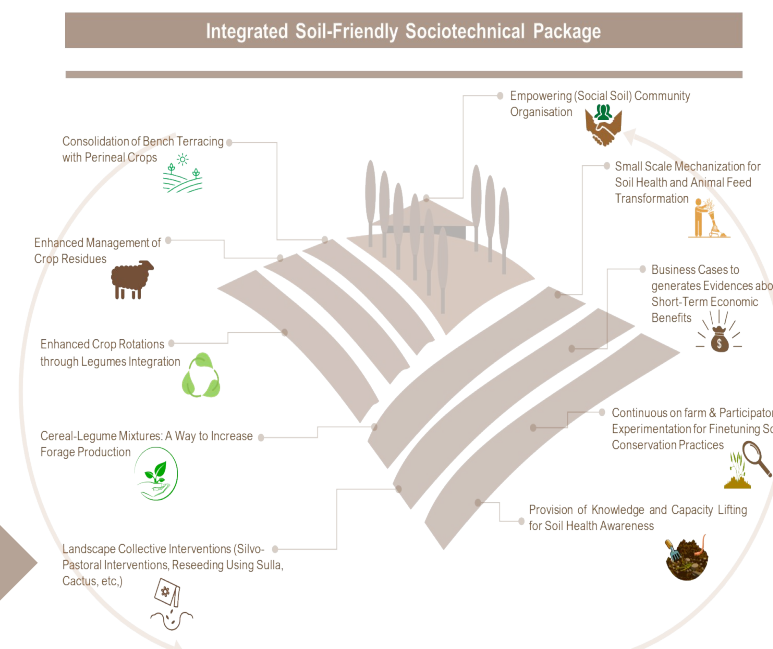 Integrated Soil-Friendly Sociotechnical Package
Empowering (Social Soil) Community
Organisation
Consolidation of Bench Terracing
with Perineal Crops
Small Scale Mechanization for
Soil Health and Animal Feed
Transformation
Enhanced Management of
Crop Residues
Business Cases to
generates Evidences abo
Short-Term Economic
Benefits
$
Enhanced Crop Rotations
through Legumes Integration
Continuous on farm & Participator
Experimentation for Finetuning So
Conservation Practices
Cereal-Legume Mixtures: A Way to Increase
Forage Production
Provision of Knowledge and Capacity Lifting
for Soil Health Awareness
Landscape Collective Interventions (Silvo-
Pastoral Interventions, Reseeding Using Sulla,
Cactus, etc,)